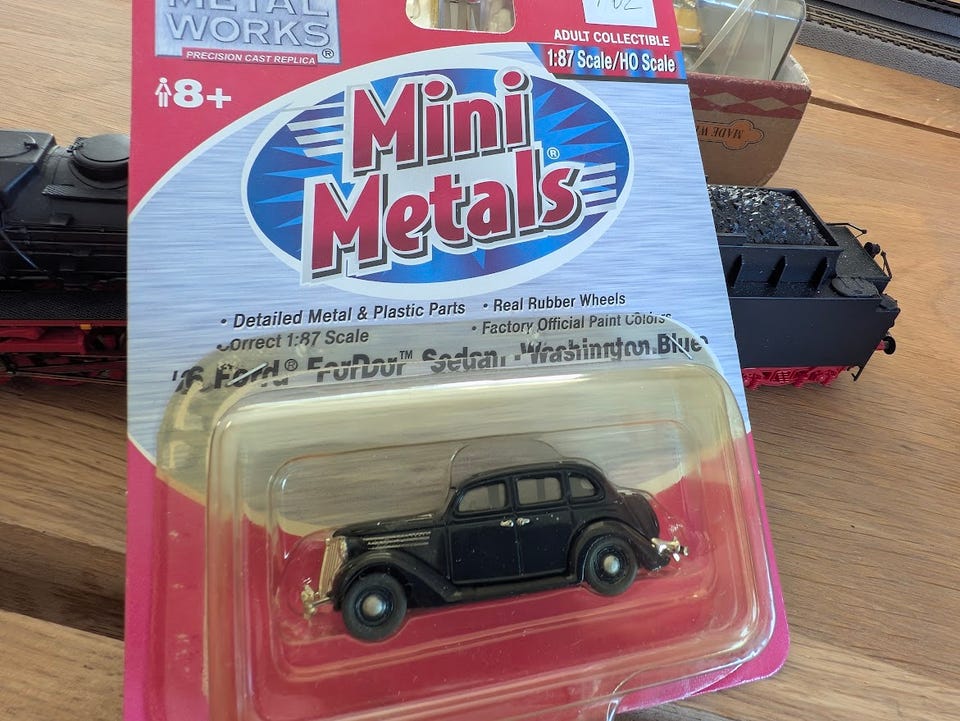 METAL
WORKS®
PRECISION CAST REPLICA
8+
ADULT COLLECTIBLE
1:87 Scale/HO Scale
Mini
Metals®
• Detailed Metal & Plastic Parts
• Real Rubber Wheels
Correct 1:87 Scale
• Factory Official Paint Colors
Ford® ForDor™ Sedan - Washington Blue
MADE